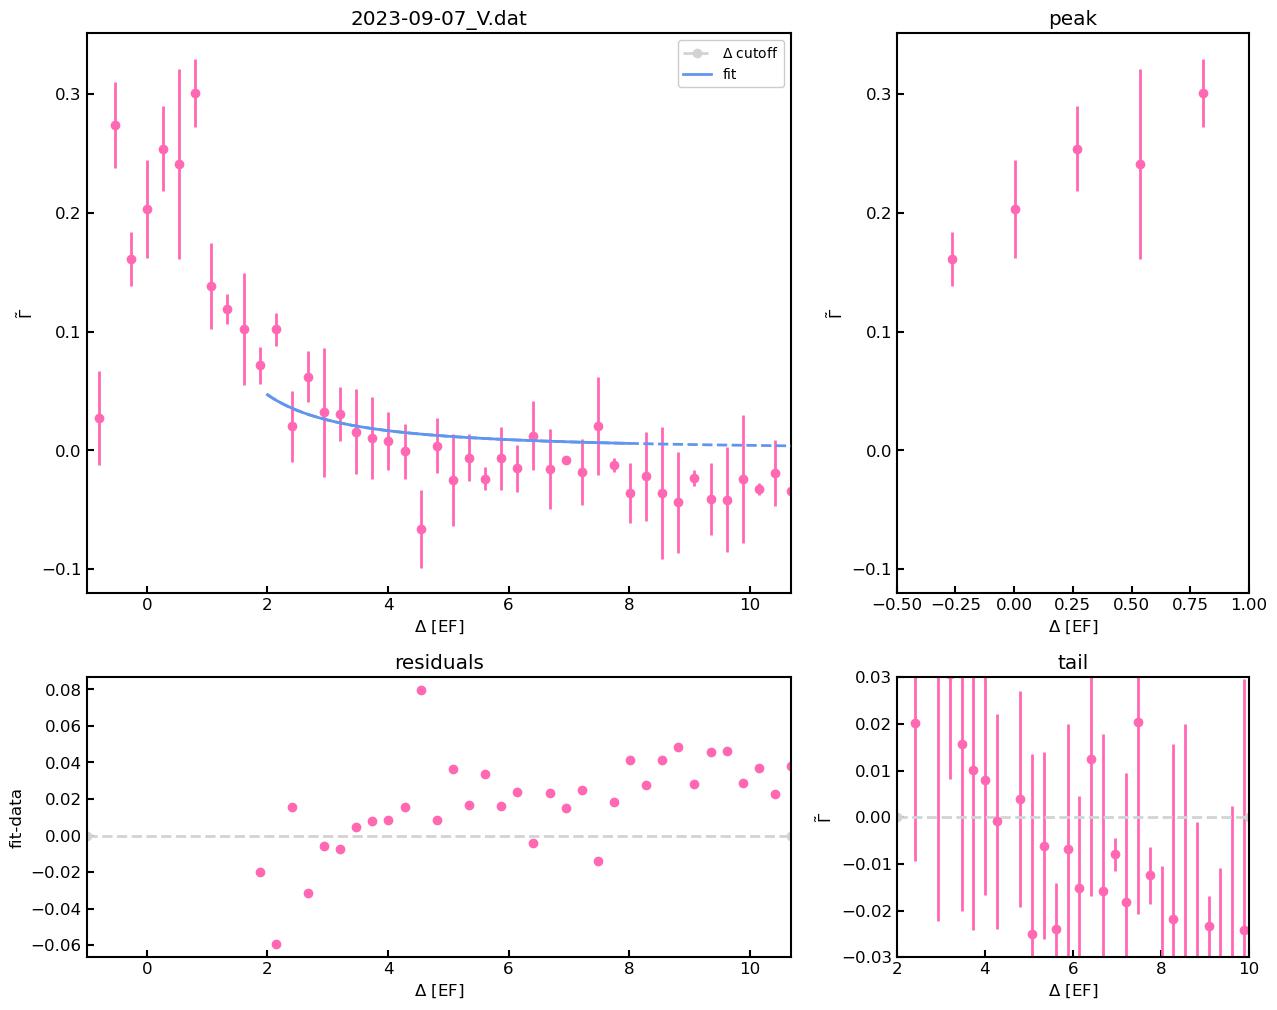 2023-09-07_V.dat
Δ cutoff
fit
0.3
0.2
0.1
0.0
−0.1
Γ̃
0 2 4 6 8 10
Δ [EF]
peak
0.3
0.2
0.1
0.0
−0.1
Γ̃
−0.50 −0.25 0.00 0.25 0.50 0.75 1.00
Δ [EF]
residuals
0.08
0.06
0.04
0.02
0.00
−0.02
−0.04
−0.06
fit-data
0 2 4 6 8 10
Δ [EF]
tail
0.03
0.02
0.01
0.00
−0.01
−0.02
−0.03
Γ̃
2 4 6 8 10
Δ [EF]